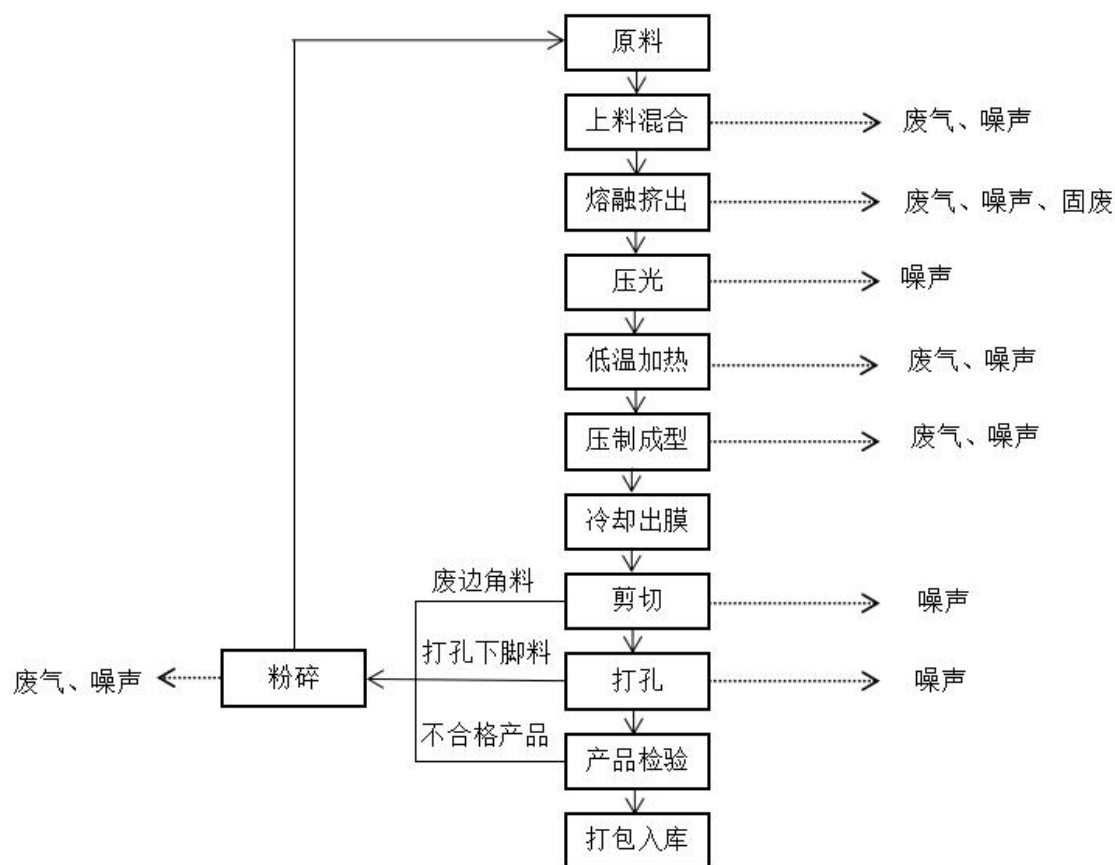 原料
上料混合
废气、噪声
熔融挤出
废气、噪声、固废
压光
噪声
低温加热
废气、噪声
压制成型
废气、噪声
冷却出膜
废边角料
剪切
噪声
打孔下脚料
废气、噪声
粉碎
打孔
噪声
不合格产品
产品检验
打包入库